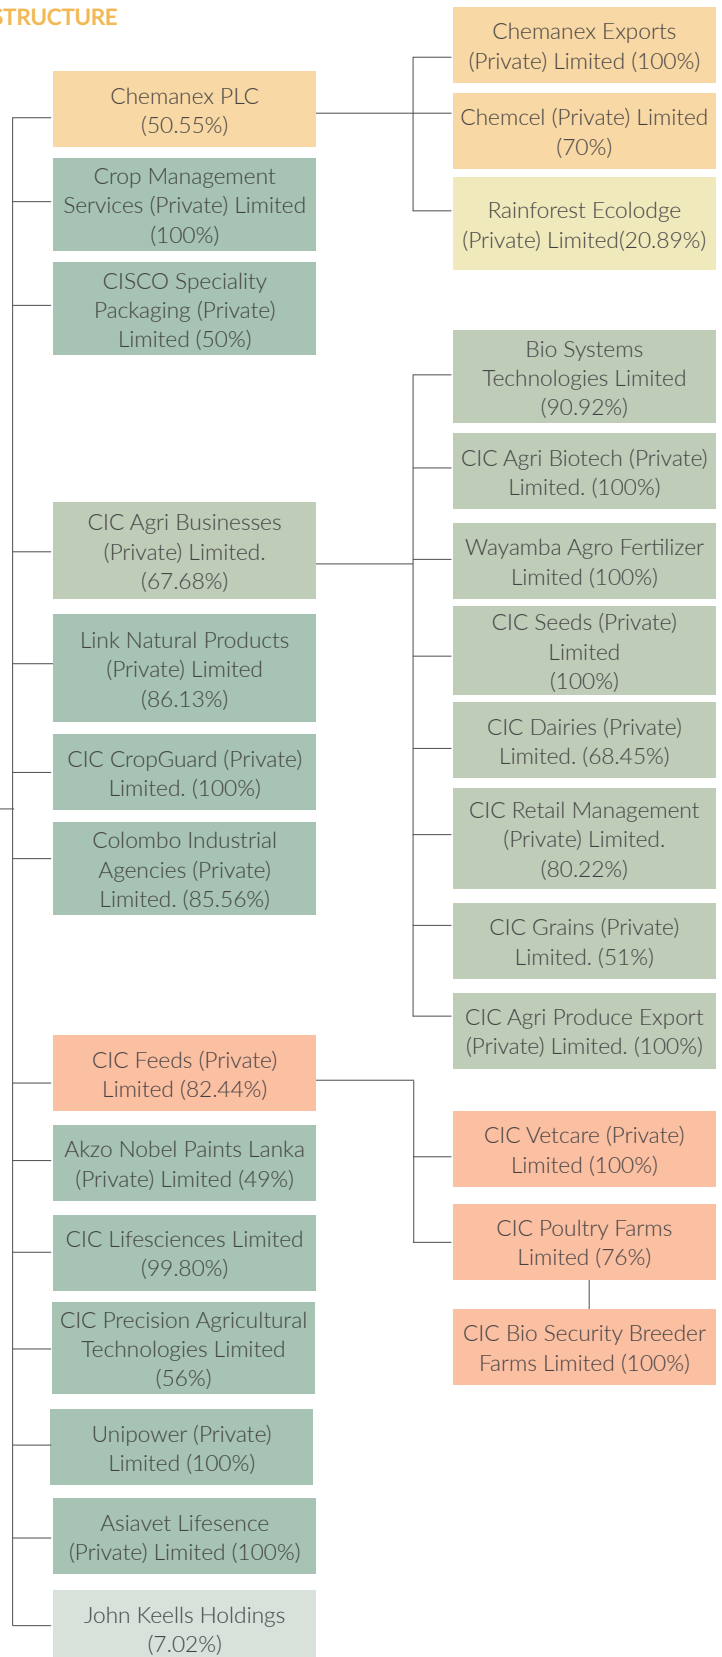 STRUCTURE
Chemanex PLC
(50.55%)
Crop Management
Services (Private) Limited
(100%)
CISCO Speciality
Packaging (Private)
Limited (50%)
CIC Agri Businesses
(Private) Limited.
(67.68%)
Link Natural Products
(Private) Limited
(86.13%)
CIC CropGuard (Private)
Limited. (100%)
Colombo Industrial
Agencies (Private)
Limited. (85.56%)
CIC Feeds (Private)
Limited (82.44%)
Akzo Nobel Paints Lanka
(Private) Limited (49%)
CIC Lifesciences Limited
(99.80%)
CIC Precision Agricultural
Technologies Limited
(56%)
Unipower (Private)
Limited (100%)
Asiavet Lifesence
(Private) Limited (100%)
John Keells Holdings
(7.02%)
Chemanex Exports
(Private) Limited (100%)
Chemcel (Private) Limited
(70%)
Rainforest Ecolodge
(Private) Limited(20.89%)
Bio Systems
Technologies Limited
(90.92%)
CIC Agri Biotech (Private)
Limited. (100%)
Wayamba Agro Fertilizer
Limited (100%)
CIC Seeds (Private)
Limited
(100%)
CIC Dairies (Private)
Limited. (68.45%)
CIC Retail Management
(Private) Limited.
(80.22%)
CIC Grains (Private)
Limited. (51%)
CIC Agri Produce Export
(Private) Limited. (100%)
CIC Vetcare (Private)
Limited (100%)
CIC Poultry Farms
Limited (76%)
CIC Bio Security Breeder
Farms Limited (100%)